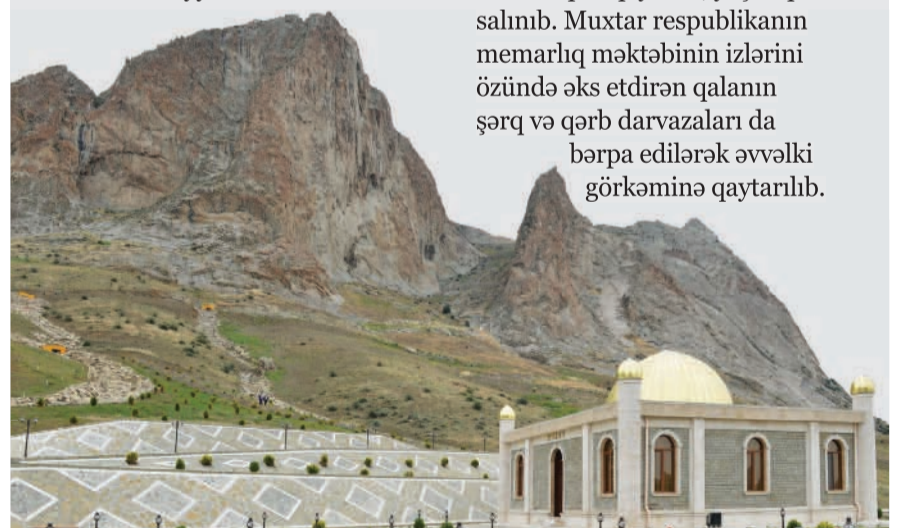 salınıb. Muxtar respublikanın
memarlıq məktəbinin izlərini
özündə əks etdirən qalanın
şərq və qərb darvazaları da
bərpa edilərək əvvəlki
görkəminə qaytarılıb.